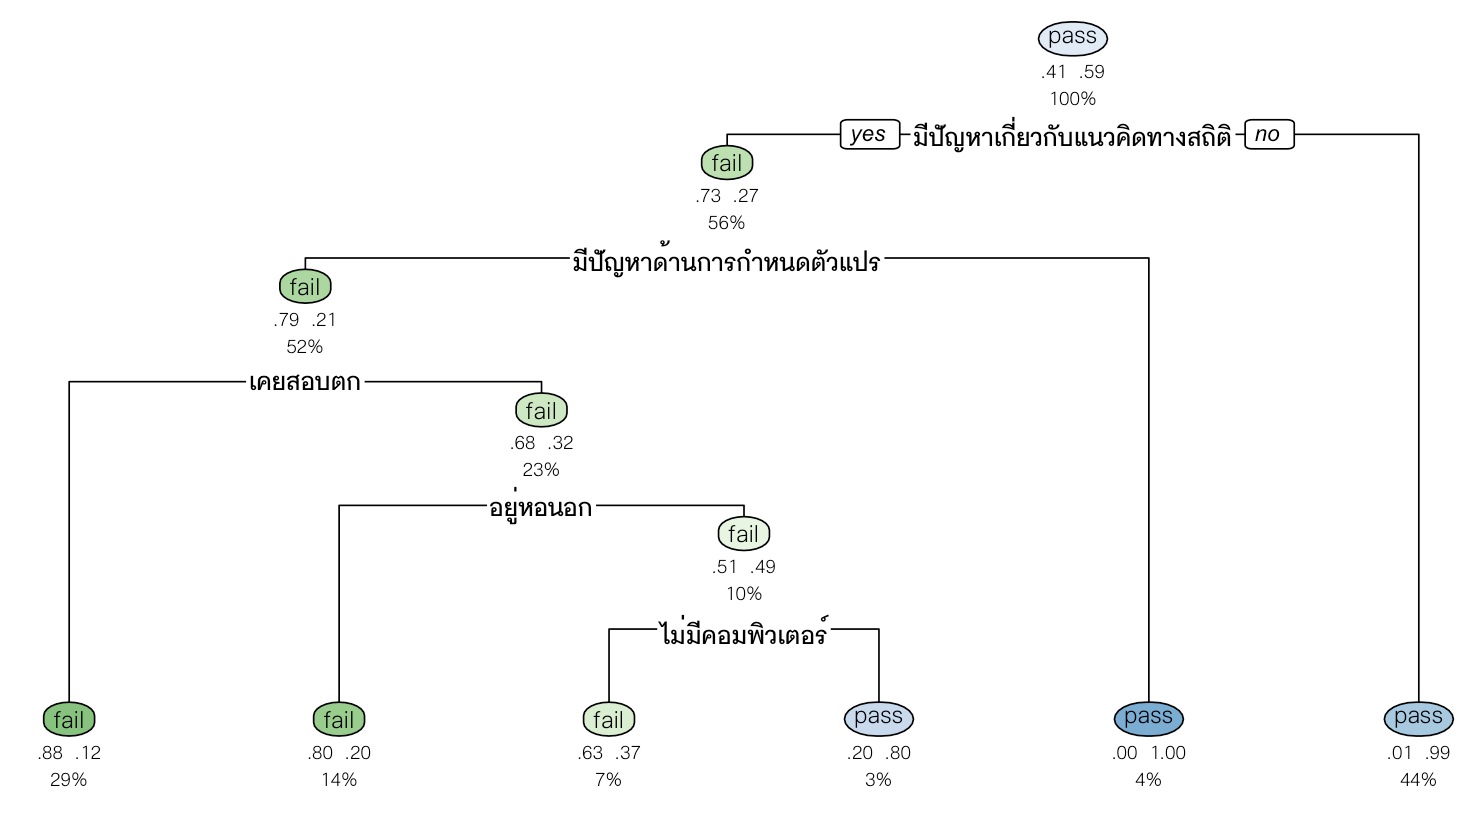 pass
.41 .59
100%
yes มีปัญหาเกี่ยวกับแนวคิดทางสถิติ no
fail
.73 .27
56%
มีปัญหาด้านการกำหนดตัวแปร
fail
.79 .21
52%
เคยสอบตก
fail
.68 .32
23%
อยู่หอนอก
fail
.51 .49
10%
ไม่มีคอมพิวเตอร์
fail fail fail pass pass pass
.88 .12 .80 .20 .63 .37 .20 .80 .00 1.00 .01 .99
29% 14% 7% 3% 4% 44%